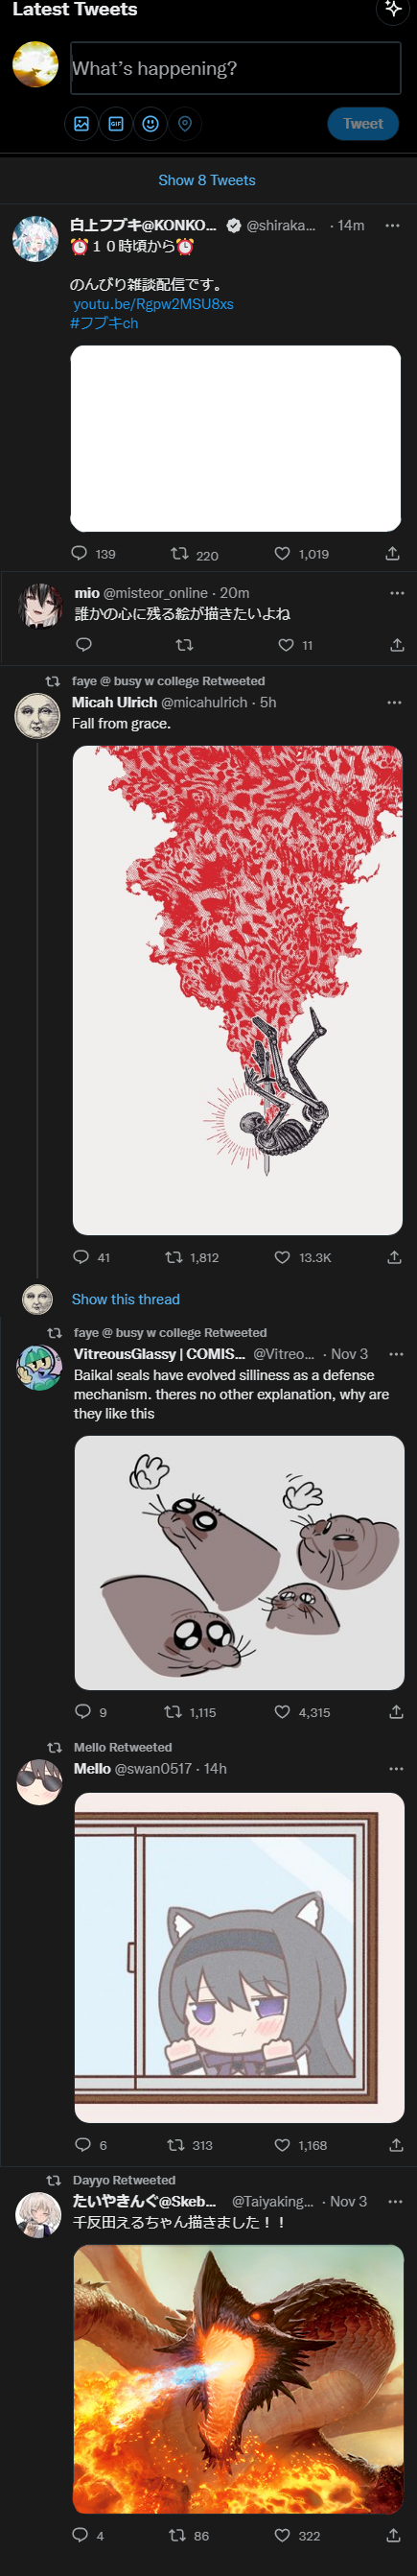 Latest Tweets
What's happening?
GIF
Tweet
Show 8 Tweets
白上フブキ@KONKO... @shiraka... · 14m
⏰１０時頃から⏰
のんびり雑談配信です。
youtu.be/Rgpw2MSU8xs
#フブキch
139 220 1,019
mio @misteor_online · 20m
誰かの心に残る絵が描きたいよね
11
faye @ busy w college Retweeted
Micah Ulrich @micahulrich · 5h
Fall from grace.
41 1,812 13.3K
Show this thread
faye @ busy w college Retweeted
VitreousGlassy | COMIS... @Vitreo... · Nov 3
Baikal seals have evolved silliness as a defense
mechanism. theres no other explanation, why are
they like this
9 1,115 4,315
Mello Retweeted
Mello @swan0517 · 14h
6 313 1,168
Dayyo Retweeted
たいやきんぐ@Skeb... @Taiyaking... · Nov 3
千反田えるちゃん描きました！！
4 86 322